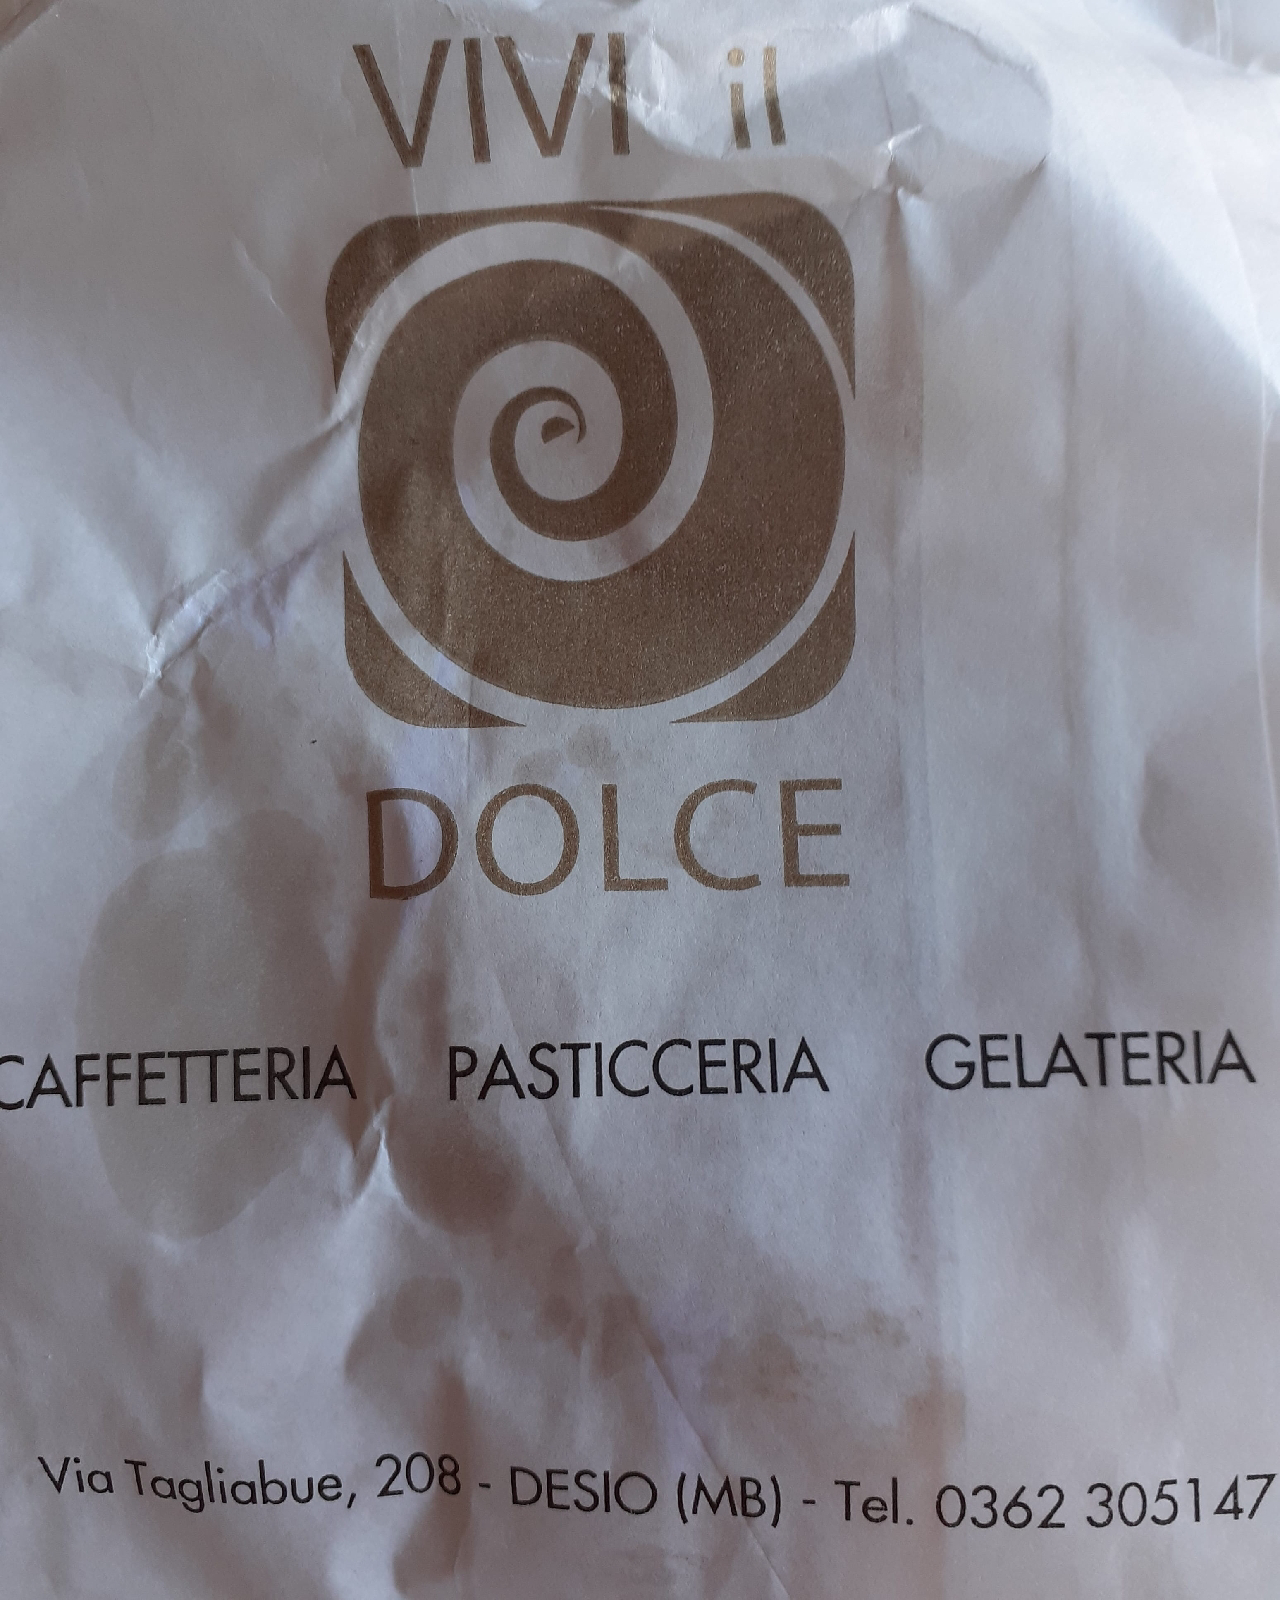 VIVI il
DOLCE
CAFFETTERIA PASTICCERIA GELATERIA
Via Tagliabue, 208 - DESIO (MB) - Tel. 0362 305147